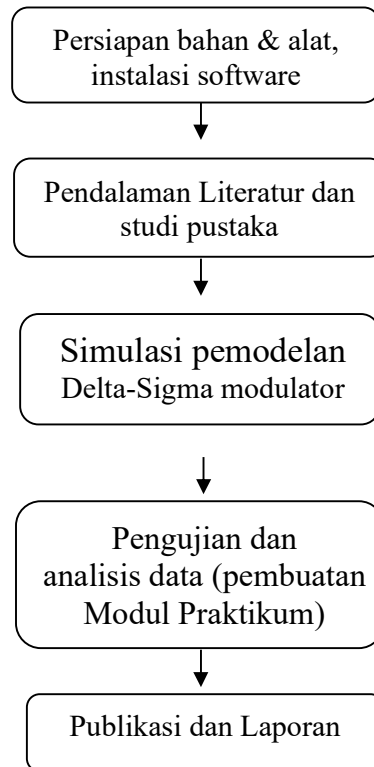 Persiapan bahan & alat,
instalasi software
Pendalaman Literatur dan
studi pustaka
Simulasi pemodelan
Delta-Sigma modulator
Pengujian dan
analisis data (pembuatan
Modul Praktikum)
Publikasi dan Laporan